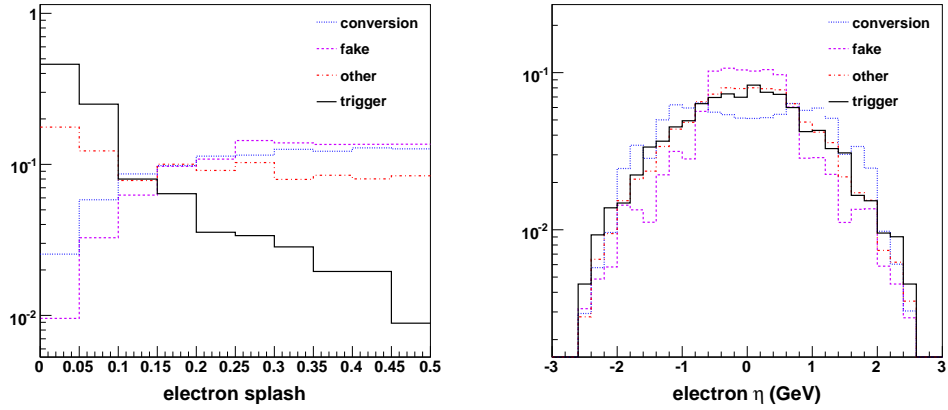 1
10^-1
10^-2
0 0.05 0.1 0.15 0.2 0.25 0.3 0.35 0.4 0.45 0.5
electron splash
conversion
fake
other
trigger
10^-1
10^-2
-3 -2 -1 0 1 2 3
electron η (GeV)
conversion
fake
other
trigger